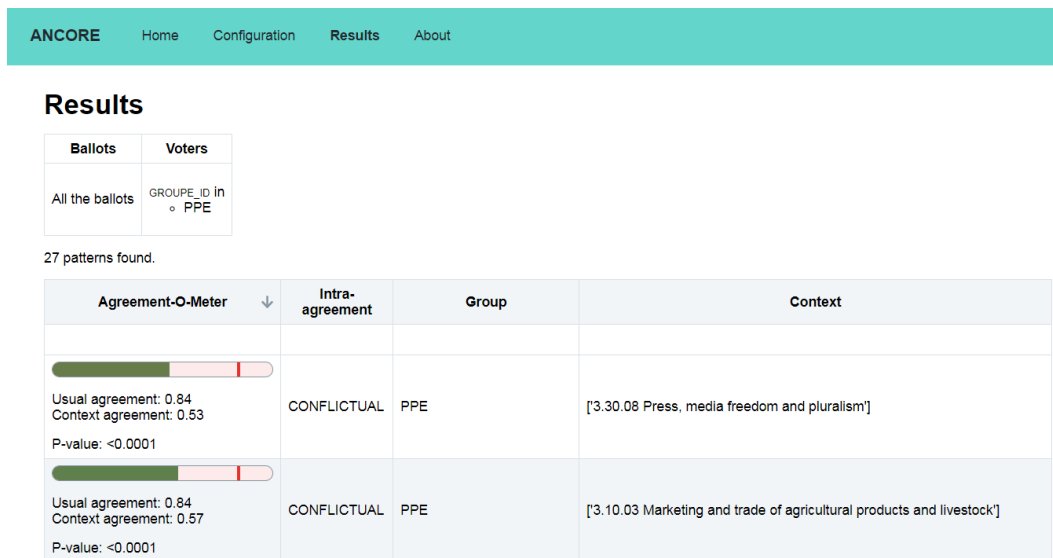 ANCORE Home Configuration Results About
Results
Ballots Voters
All the ballots GROUPE_ID in
PPE
27 patterns found.
Agreement-O-Meter Intra-agreement Group Context
Usual agreement: 0.84
Context agreement: 0.53
P-value: <0.0001
CONFLICTUAL PPE ['3.30.08 Press, media freedom and pluralism']
Usual agreement: 0.84
Context agreement: 0.57
P-value: <0.0001
CONFLICTUAL PPE ['3.10.03 Marketing and trade of agricultural products and livestock']